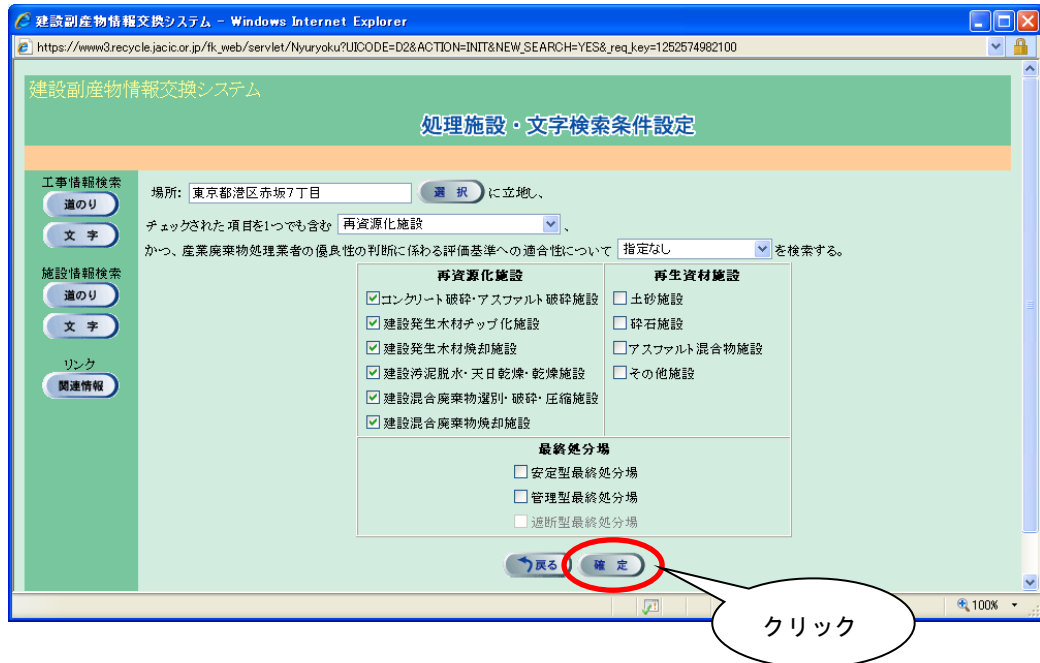 建設副産物情報交換システム - Windows Internet Explorer
https://www3.recycle.jacic.or.jp/fk_web/servlet/Nyuryoku?UICODE=D2&ACTION=INIT&NEW_SEARCH=YES&_req_key=1252574982100
建設副産物情報交換システム
処理施設・文字検索条件設定
工事情報検索
道のり
文 字
施設情報検索
道のり
文 字
リンク
関連情報
場所: 東京都港区赤坂7丁目 選 択 に立地し、
チェックされた項目を1つでも含む 再資源化施設 、
かつ、産業廃棄物処理業者の優良性の判断に係わる評価基準への適合性について 指定なし を検索する。
再資源化施設 再生資材施設
コンクリート破砕・アスファルト破砕施設 土砂施設
建設発生木材チップ化施設 砕石施設
建設発生木材焼却施設 アスファルト混合物施設
建設汚泥脱水・天日乾燥・乾燥施設 その他施設
建設混合廃棄物選別・破砕・圧縮施設
建設混合廃棄物焼却施設
最終処分場
安定型最終処分場
管理型最終処分場
遮断型最終処分場
戻る 確 定
クリック
100%